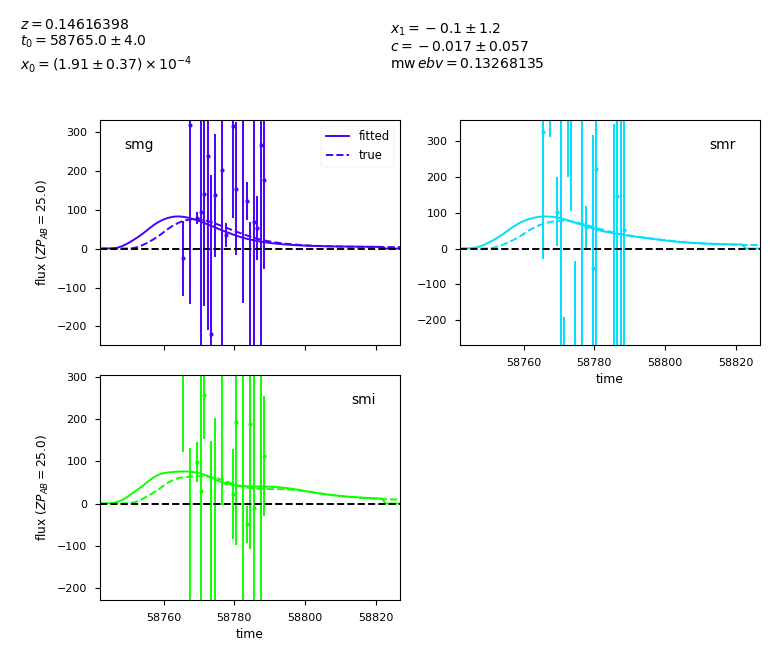 z = 0.14616398
t₀ = 58765.0 ± 4.0
x₀ = (1.91 ± 0.37) × 10⁻⁴
x₁ = −0.1 ± 1.2
c = −0.017 ± 0.057
mw ebv = 0.13268135
smg
fitted
true
300
200
100
0
−100
−200
flux (ZP_AB = 25.0)
smr
300
200
100
0
−100
−200
58760 58780 58800 58820
time
smi
300
200
100
0
−100
−200
flux (ZP_AB = 25.0)
58760 58780 58800 58820
time